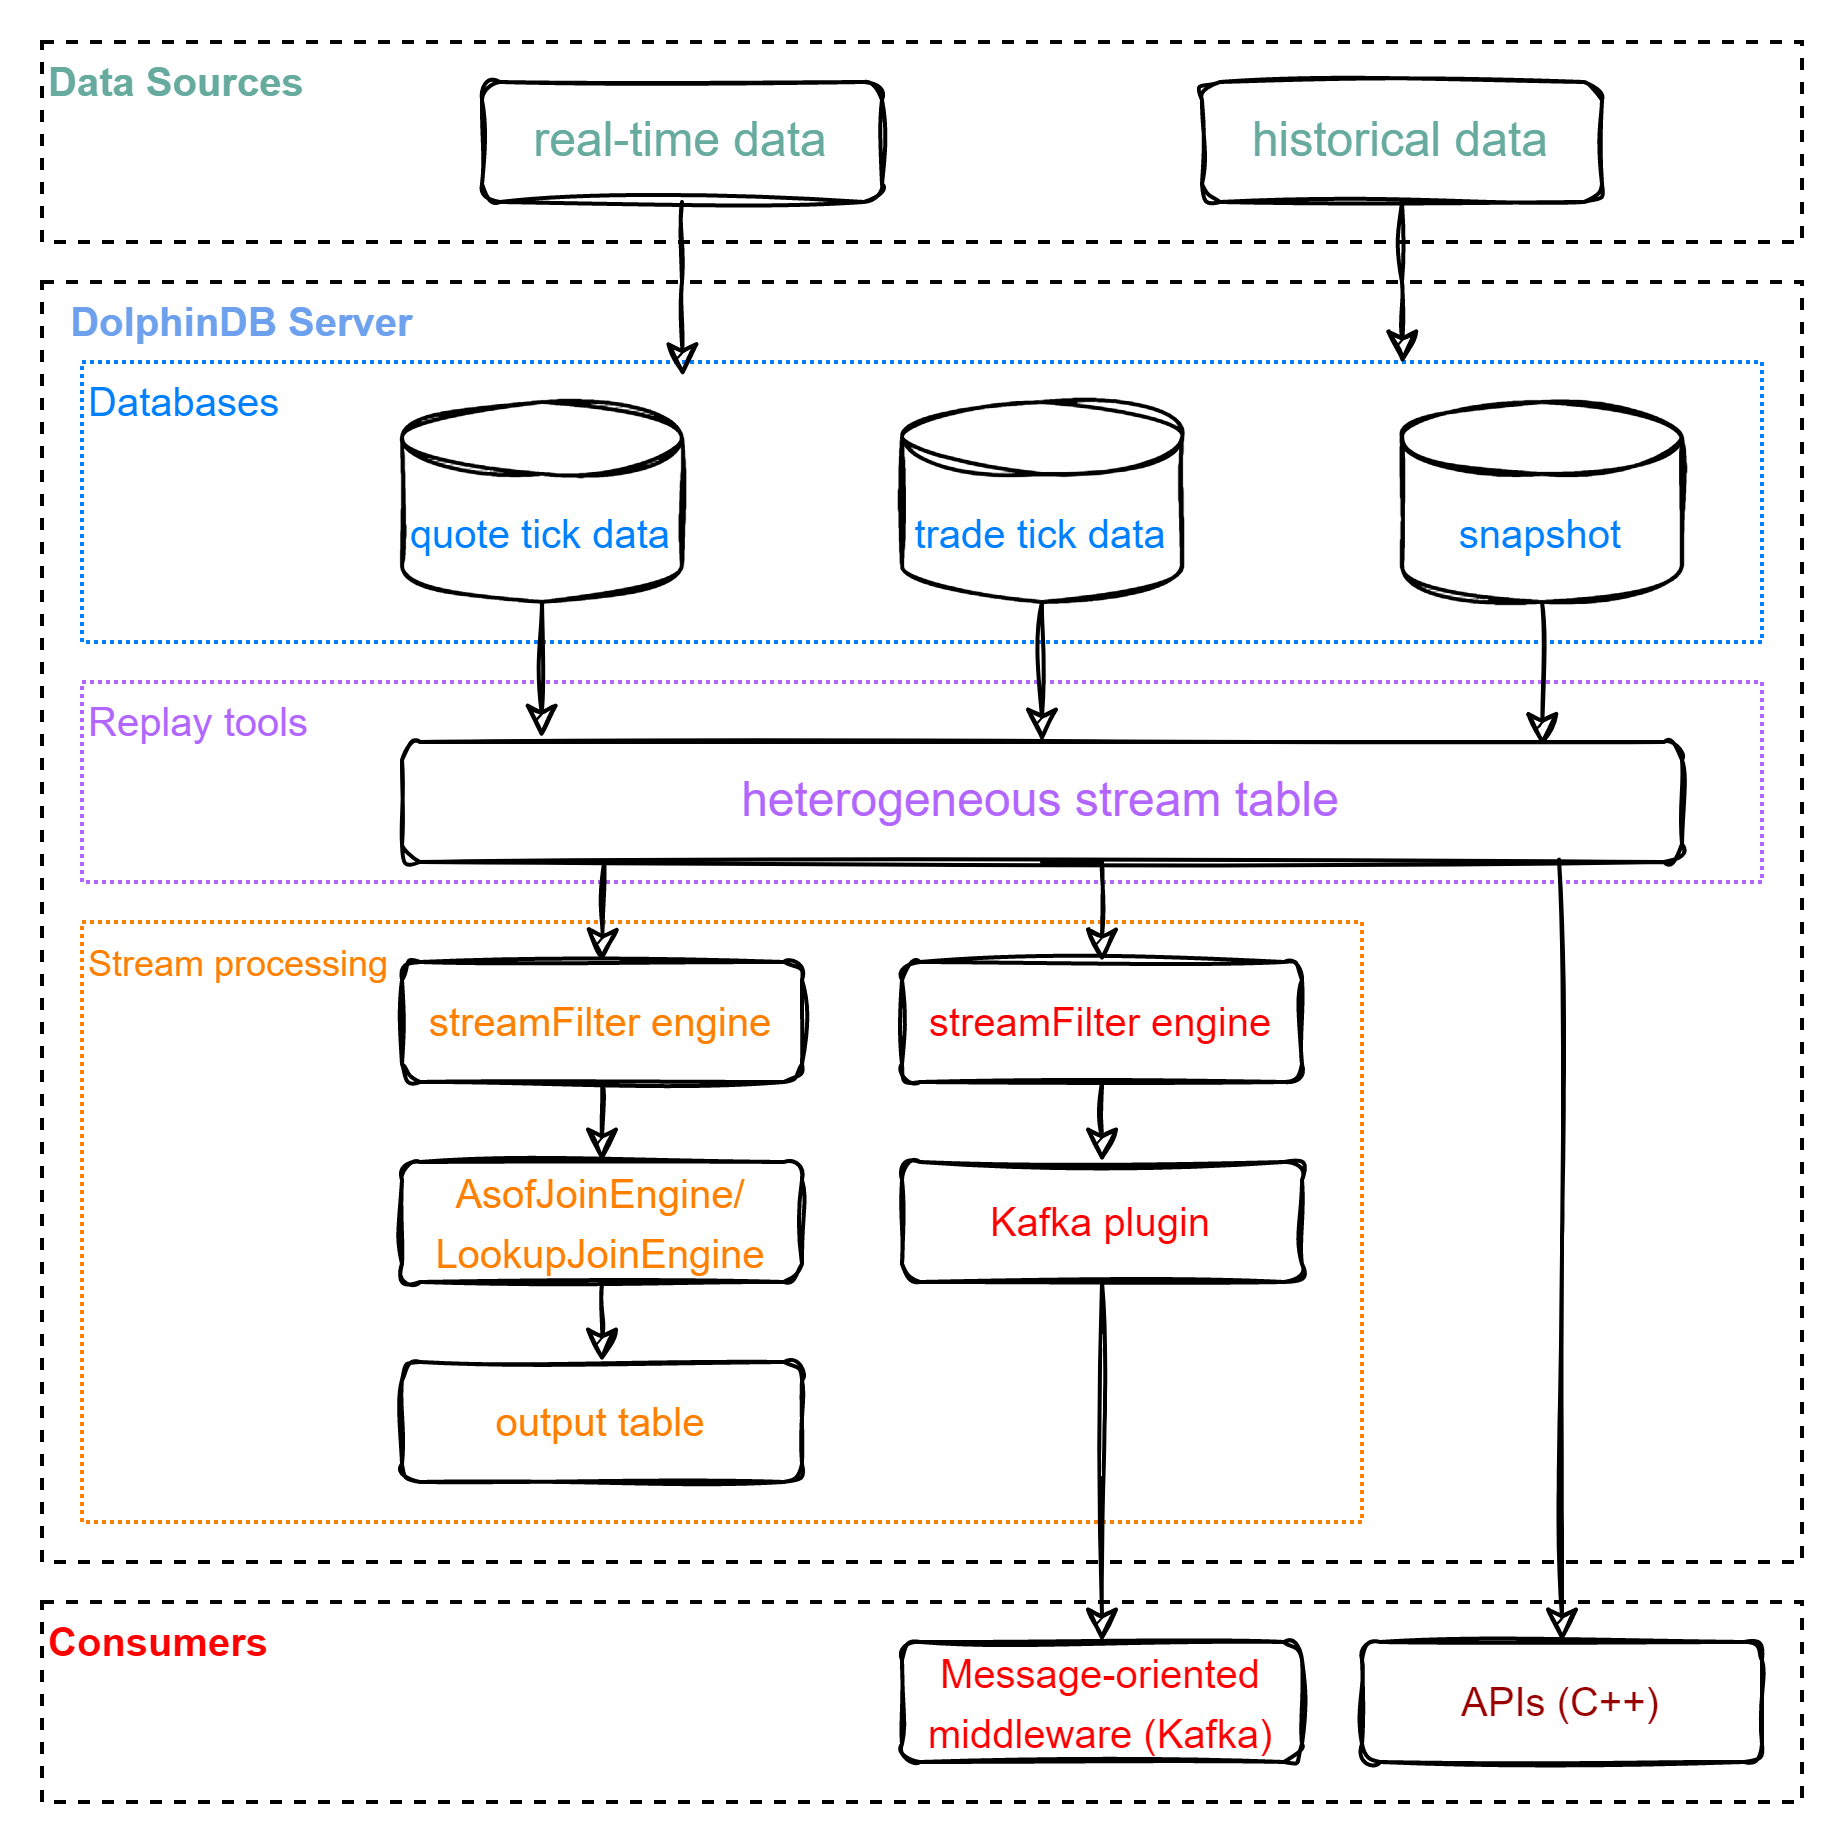 Data Sources
real-time data
historical data
DolphinDB Server
Databases
quote tick data
trade tick data
snapshot
Replay tools
heterogeneous stream table
Stream processing
streamFilter engine
streamFilter engine
AsofJoinEngine/
LookupJoinEngine
Kafka plugin
output table
Consumers
Message-oriented
middleware (Kafka)
APIs (C++)